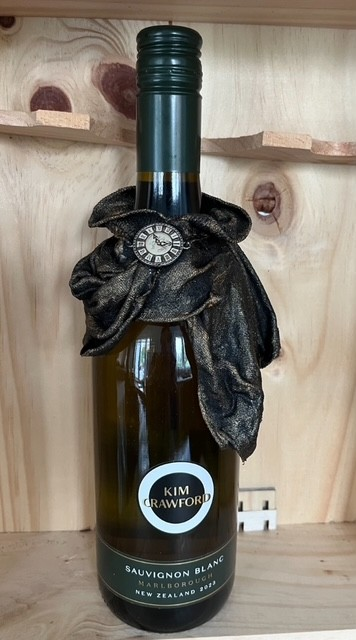 KIM
CRAWFORD
SAUVIGNON BLANC
MARLBOROUGH
NEW ZEALAND 2023